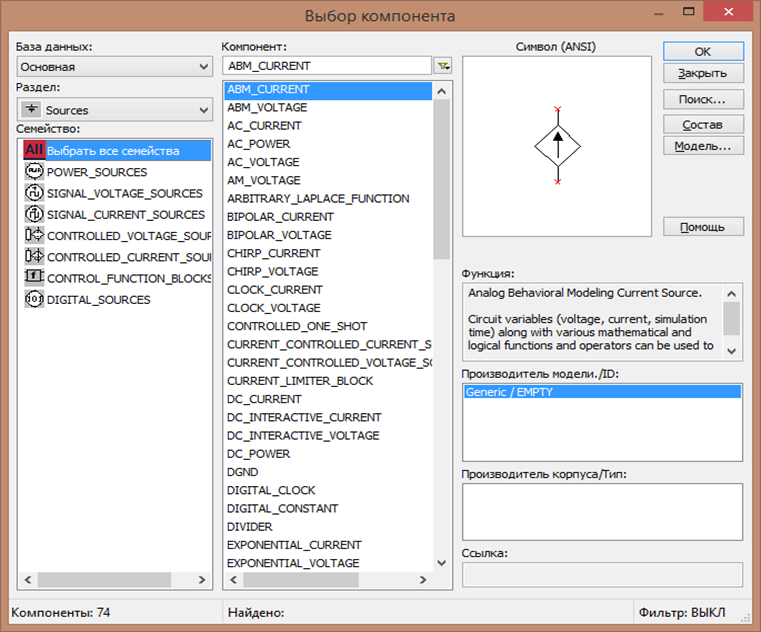 Выбор компонента
База данных:
Основная
Раздел:
Sources
Семейство:
All Выбрать все семейства
POWER_SOURCES
SIGNAL_VOLTAGE_SOURCES
SIGNAL_CURRENT_SOURCES
CONTROLLED_VOLTAGE_SOUR
CONTROLLED_CURRENT_SOU
CONTROL_FUNCTION_BLOCKS
DIGITAL_SOURCES
Компонент:
ABM_CURRENT
ABM_CURRENT
ABM_VOLTAGE
AC_CURRENT
AC_POWER
AC_VOLTAGE
AM_VOLTAGE
ARBITRARY_LAPLACE_FUNCTION
BIPOLAR_CURRENT
BIPOLAR_VOLTAGE
CHIRP_CURRENT
CHIRP_VOLTAGE
CLOCK_CURRENT
CLOCK_VOLTAGE
CONTROLLED_ONE_SHOT
CURRENT_CONTROLLED_CURRENT_S
CURRENT_CONTROLLED_VOLTAGE_SO
CURRENT_LIMITER_BLOCK
DC_CURRENT
DC_INTERACTIVE_CURRENT
DC_INTERACTIVE_VOLTAGE
DC_POWER
DGND
DIGITAL_CLOCK
DIGITAL_CONSTANT
DIVIDER
EXPONENTIAL_CURRENT
EXPONENTIAL_VOLTAGE
Символ (ANSI)
OK
Закрыть
Поиск...
Состав
Модель...
Помощь
Функция:
Analog Behavioral Modeling Current Source.
Circuit variables (voltage, current, simulation
time) along with various mathematical and
logical functions and operators can be used to
Производитель модели./ID:
Generic / EMPTY
Производитель корпуса/Тип:
Ссылка:
Компоненты: 74
Найдено:
Фильтр: ВЫКЛ